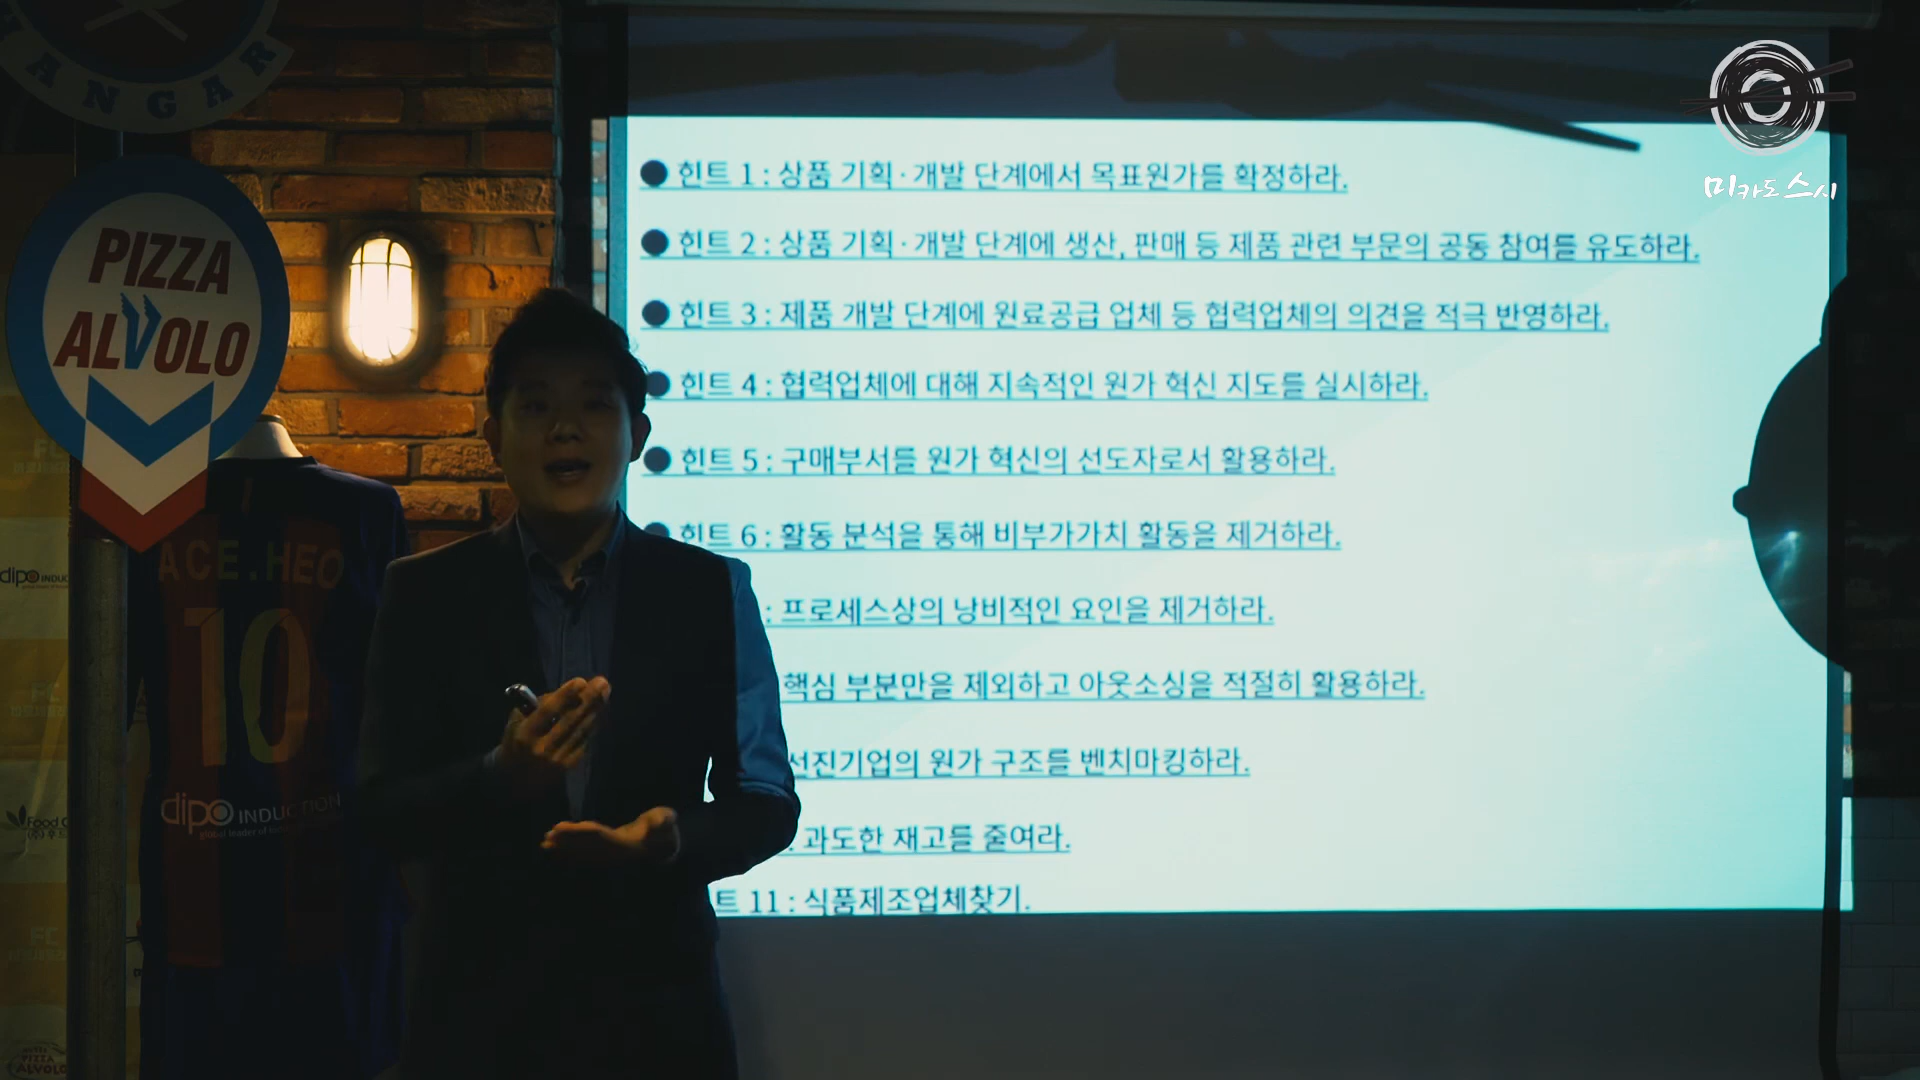 ANGAR
PIZZA
ALVOLO
ACE.HEO
10
dipo INDUCTION
미카도스시
● 힌트 1 : 상품 기획·개발 단계에서 목표원가를 확정하라.
● 힌트 2 : 상품 기획·개발 단계에 생산, 판매 등 제품 관련 부문의 공동 참여를 유도하라.
● 힌트 3 : 제품 개발 단계에 원료공급 업체 등 협력업체의 의견을 적극 반영하라.
● 힌트 4 : 협력업체에 대해 지속적인 원가 혁신 지도를 실시하라.
● 힌트 5 : 구매부서를 원가 혁신의 선도자로서 활용하라.
● 힌트 6 : 활동 분석을 통해 비부가가치 활동을 제거하라.
: 프로세스상의 낭비적인 요인을 제거하라.
핵심 부분만을 제외하고 아웃소싱을 적절히 활용하라.
선진기업의 원가 구조를 벤치마킹하라.
과도한 재고를 줄여라.
트 11 : 식품제조업체찾기.
dipo INDUC
FC
FC
FC
PIZZA
ALVOLO